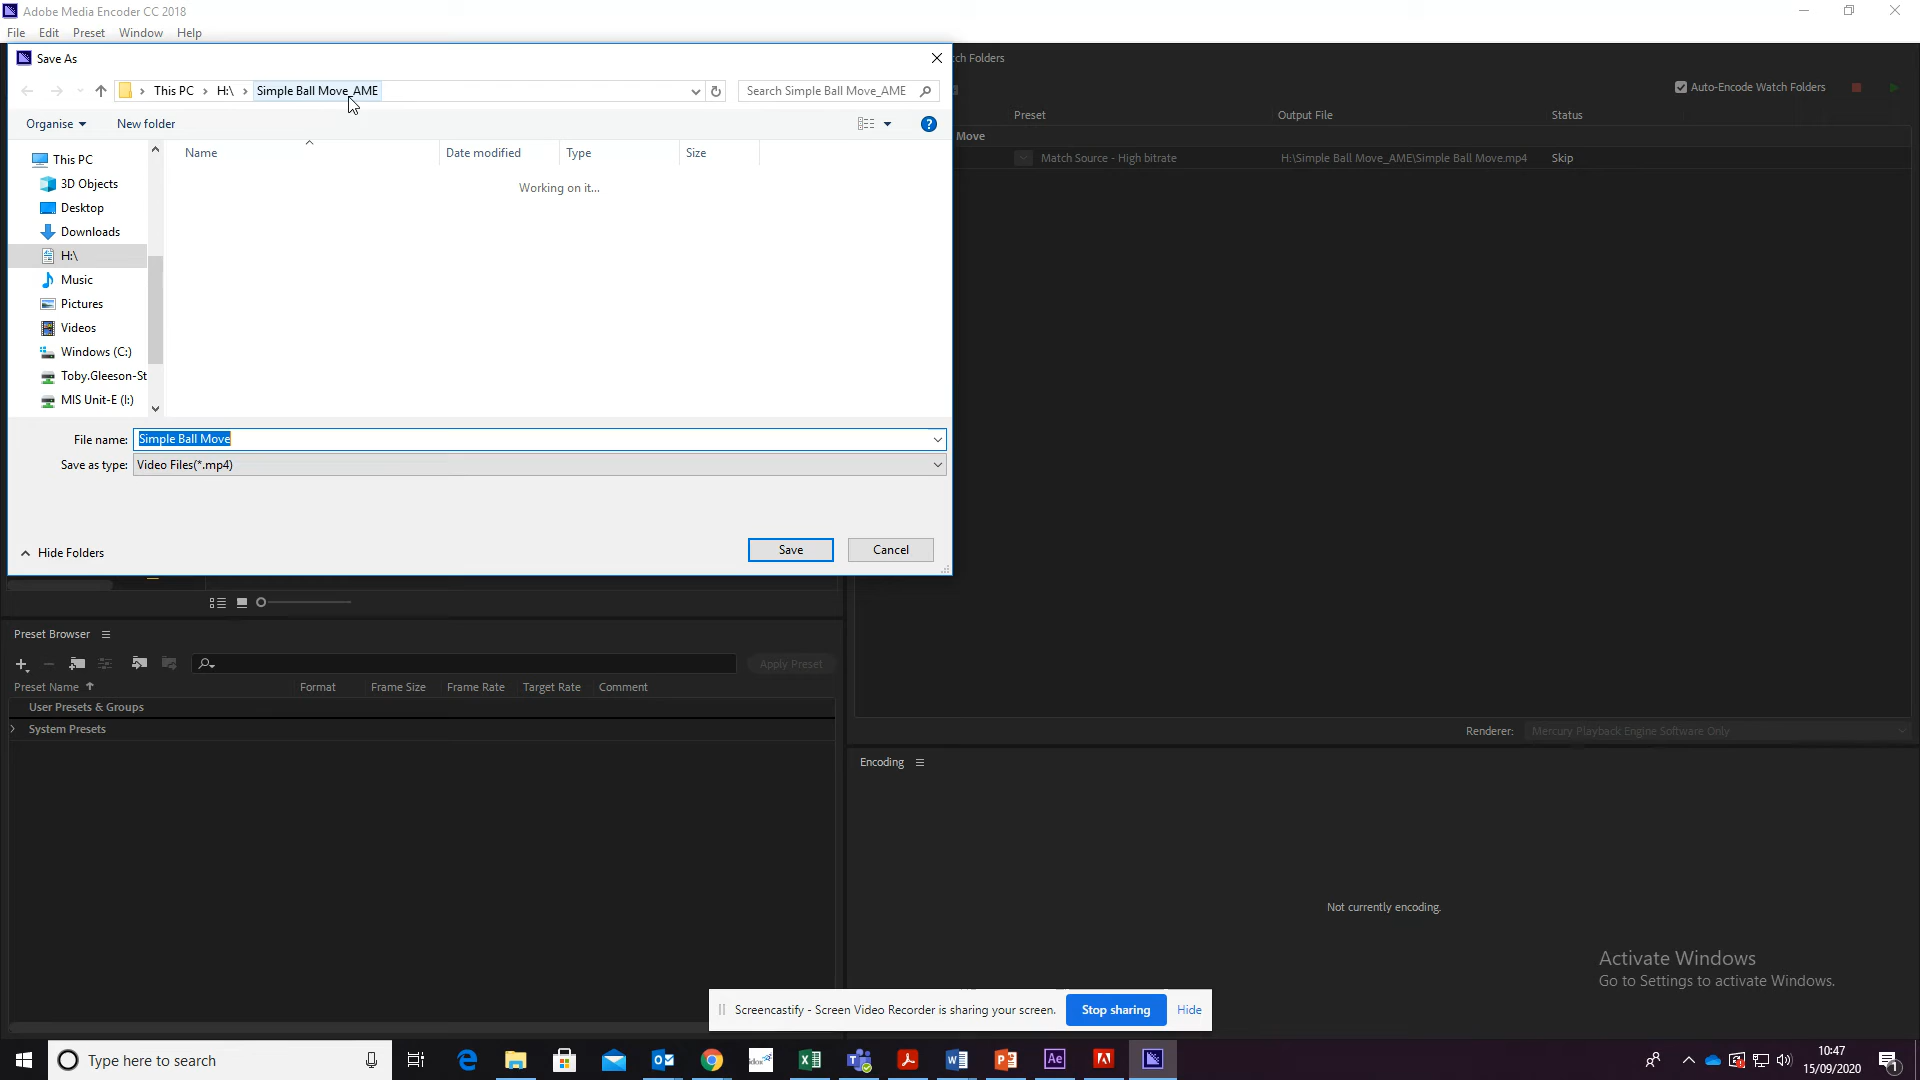 Adobe Media Encoder CC 2018
File Edit Preset Window Help
Save As
ch Folders
This PC H:\ Simple Ball Move_AME
Search Simple Ball Move_AME
Auto-Encode Watch Folders
Organise New folder
Preset Output File Status
Move
Name Date modified Type Size
Match Source - High bitrate H:\Simple Ball Move_AME\Simple Ball Move.mp4 Skip
This PC
Working on it...
3D Objects
Desktop
Downloads
H:\
Music
Pictures
Videos
Windows (C:)
Toby.Gleeson-St
MIS Unit-E (I:)
File name: Simple Ball Move
Save as type: Video Files(*.mp4)
Hide Folders
Save Cancel
Preset Browser
Apply Preset
Preset Name Format Frame Size Frame Rate Target Rate Comment
User Presets & Groups
System Presets
Renderer: Mercury Playback Engine Software Only
Encoding
Not currently encoding.
Activate Windows
Go to Settings to activate Windows.
Screencastify - Screen Video Recorder is sharing your screen. Stop sharing Hide
Type here to search
10:47
15/09/2020